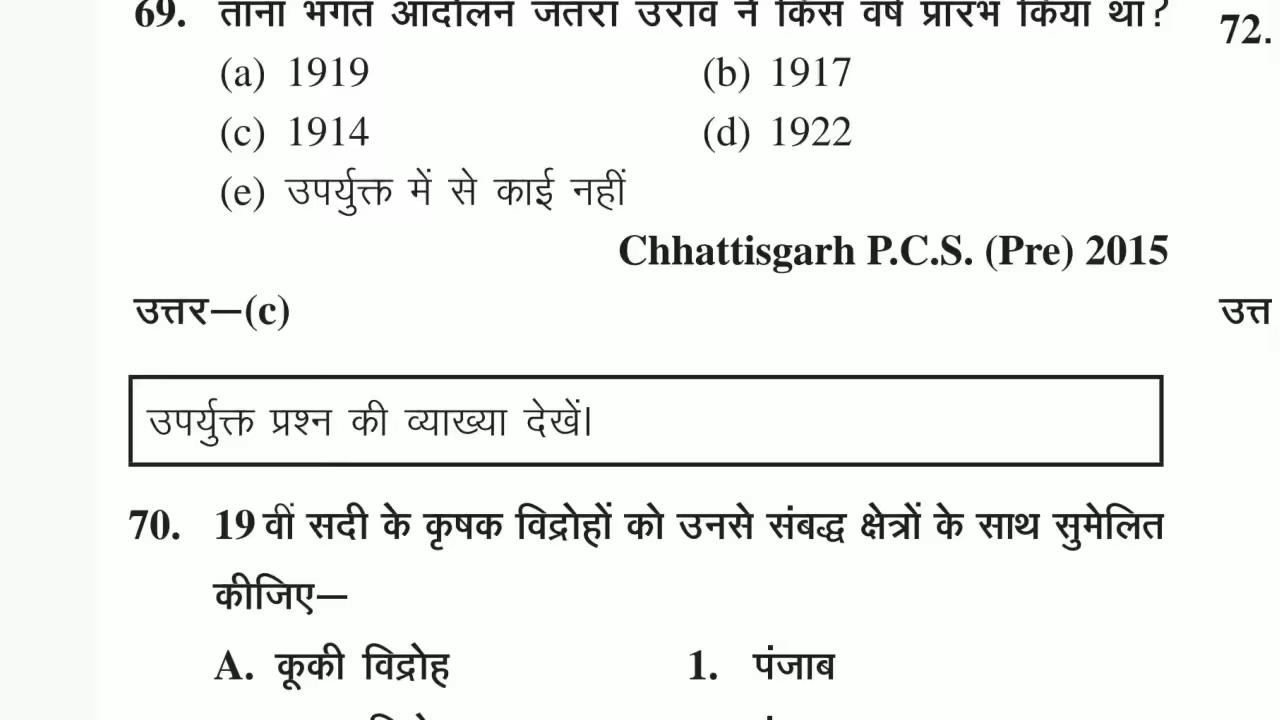 69. ताना भगत आंदोलन जतरा उरांव ने किस वर्ष प्रारंभ किया था?
(a) 1919 (b) 1917
(c) 1914 (d) 1922
(e) उपर्युक्त में से काई नहीं
Chhattisgarh P.C.S. (Pre) 2015
उत्तर—(c)
उपर्युक्त प्रश्न की व्याख्या देखें।
70. 19 वीं सदी के कृषक विद्रोहों को उनसे संबद्ध क्षेत्रों के साथ सुमेलित
कीजिए—
A. कूकी विद्रोह 1. पंजाब
72.
उत्त